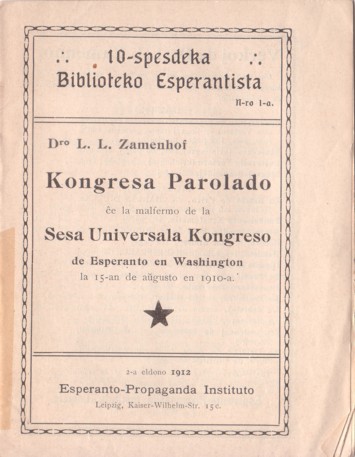 10-spesdeka
Biblioteko Esperantista
N-ro 1-a.
Dro L. L. Zamenhof
Kongresa Parolado
ĉe la malfermo de la
Sesa Universala Kongreso
de Esperanto en Washington
la 15-an de aŭgusto en 1910-a.
2-a eldono 1912
Esperanto-Propaganda Instituto
Leipzig, Kaiser-Wilhelm-Str. 15c.